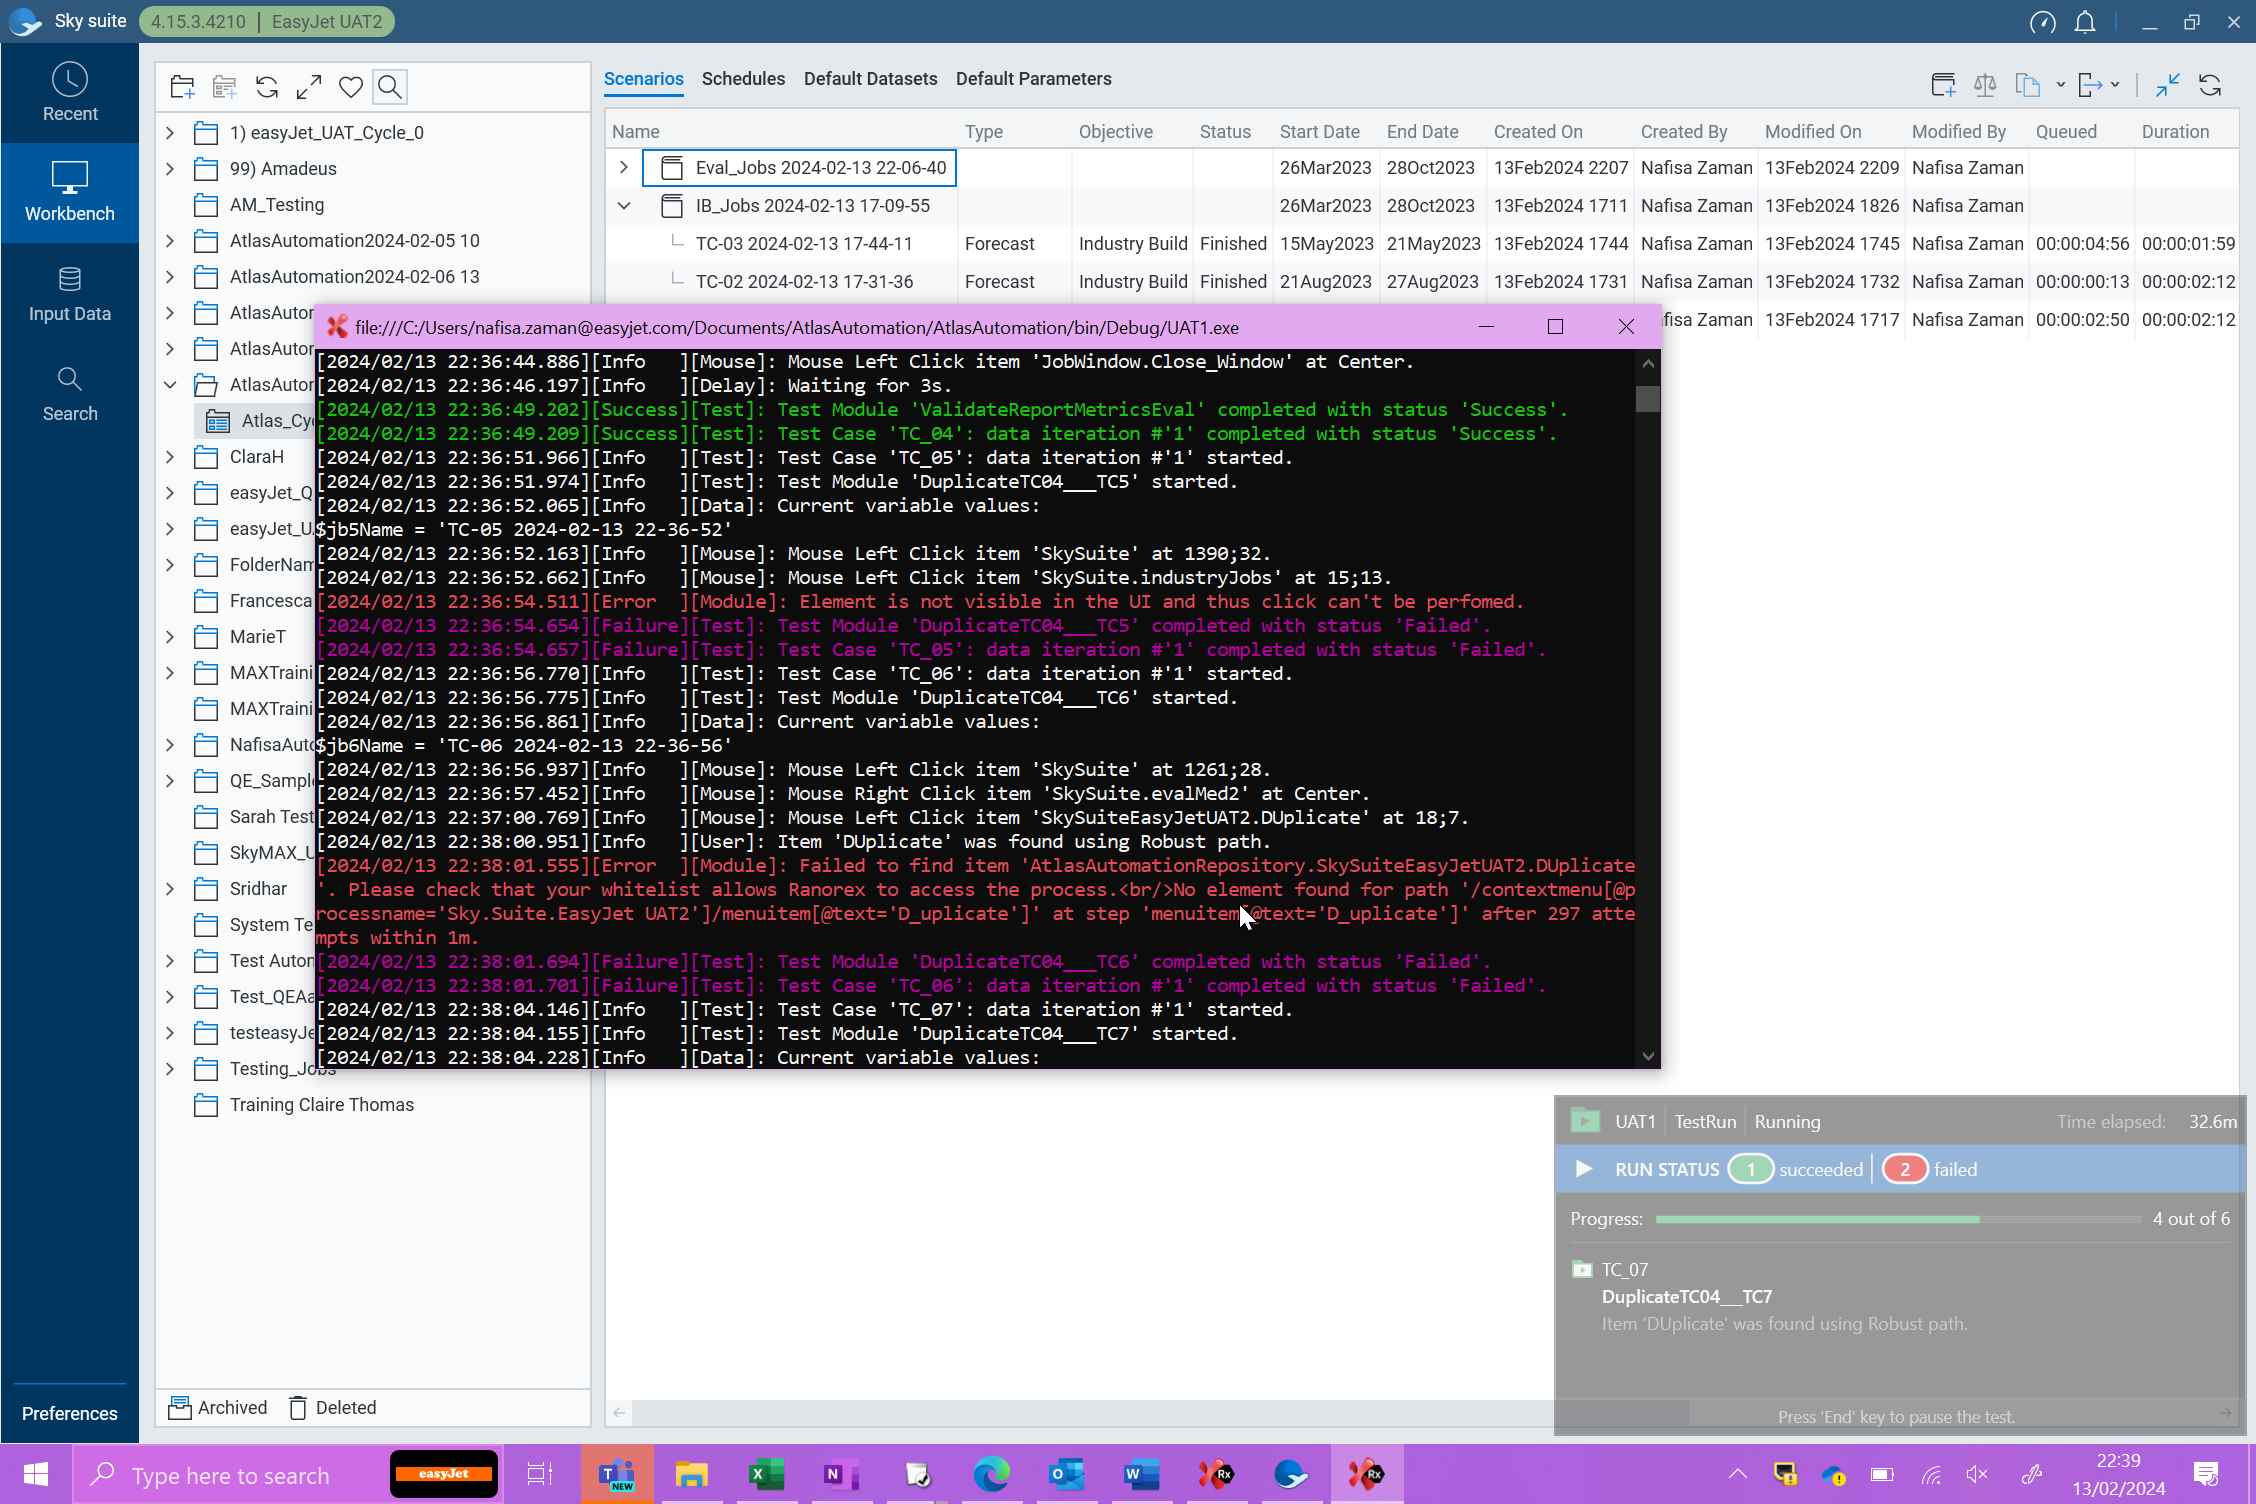 Sky suite 4.15.3.4210 | EasyJet UAT2
Recent
Workbench
Input Data
Search
Preferences
1) easyJet_UAT_Cycle_0
99) Amadeus
AM_Testing
AtlasAutomation2024-02-05 10
AtlasAutomation2024-02-06 13
AtlasAutor
AtlasAutor
AtlasAutor
Atlas_Cy
ClaraH
easyJet_Q
easyJet_U
FolderNam
Francesca
MarieT
MAXTraini
MAXTraini
NafisaAuto
QE_Sample
Sarah Test
SkyMAX_U
Sridhar
System Te
Test Autor
Test_QEAa
testeasyJe
Testing_Jobs
Training Claire Thomas
Archived Deleted
Scenarios Schedules Default Datasets Default Parameters
Name Type Objective Status Start Date End Date Created On Created By Modified On Modified By Queued Duration
Eval_Jobs 2024-02-13 22-06-40 26Mar2023 28Oct2023 13Feb2024 2207 Nafisa Zaman 13Feb2024 2209 Nafisa Zaman
IB_Jobs 2024-02-13 17-09-55 26Mar2023 28Oct2023 13Feb2024 1711 Nafisa Zaman 13Feb2024 1826 Nafisa Zaman
TC-03 2024-02-13 17-44-11 Forecast Industry Build Finished 15May2023 21May2023 13Feb2024 1744 Nafisa Zaman 13Feb2024 1745 Nafisa Zaman 00:00:04:56 00:00:01:59
TC-02 2024-02-13 17-31-36 Forecast Industry Build Finished 21Aug2023 27Aug2023 13Feb2024 1731 Nafisa Zaman 13Feb2024 1732 Nafisa Zaman 00:00:00:13 00:00:02:12
fisa Zaman 13Feb2024 1717 Nafisa Zaman 00:00:02:50 00:00:02:12
file:///C:/Users/nafisa.zaman@easyjet.com/Documents/AtlasAutomation/AtlasAutomation/bin/Debug/UAT1.exe
[2024/02/13 22:36:44.886][Info   ][Mouse]: Mouse Left Click item 'JobWindow.Close_Window' at Center.
[2024/02/13 22:36:46.197][Info   ][Delay]: Waiting for 3s.
[2024/02/13 22:36:49.202][Success][Test]: Test Module 'ValidateReportMetricsEval' completed with status 'Success'.
[2024/02/13 22:36:49.209][Success][Test]: Test Case 'TC_04': data iteration #'1' completed with status 'Success'.
[2024/02/13 22:36:51.966][Info   ][Test]: Test Case 'TC_05': data iteration #'1' started.
[2024/02/13 22:36:51.974][Info   ][Test]: Test Module 'DuplicateTC04___TC5' started.
[2024/02/13 22:36:52.065][Info   ][Data]: Current variable values:
$jb5Name = 'TC-05 2024-02-13 22-36-52'
[2024/02/13 22:36:52.163][Info   ][Mouse]: Mouse Left Click item 'SkySuite' at 1390;32.
[2024/02/13 22:36:52.662][Info   ][Mouse]: Mouse Left Click item 'SkySuite.industryJobs' at 15;13.
[2024/02/13 22:36:54.511][Error  ][Module]: Element is not visible in the UI and thus click can't be perfomed.
[2024/02/13 22:36:54.654][Failure][Test]: Test Module 'DuplicateTC04___TC5' completed with status 'Failed'.
[2024/02/13 22:36:54.657][Failure][Test]: Test Case 'TC_05': data iteration #'1' completed with status 'Failed'.
[2024/02/13 22:36:56.770][Info   ][Test]: Test Case 'TC_06': data iteration #'1' started.
[2024/02/13 22:36:56.775][Info   ][Test]: Test Module 'DuplicateTC04___TC6' started.
[2024/02/13 22:36:56.861][Info   ][Data]: Current variable values:
$jb6Name = 'TC-06 2024-02-13 22-36-56'
[2024/02/13 22:36:56.937][Info   ][Mouse]: Mouse Left Click item 'SkySuite' at 1261;28.
[2024/02/13 22:36:57.452][Info   ][Mouse]: Mouse Right Click item 'SkySuite.evalMed2' at Center.
[2024/02/13 22:37:00.769][Info   ][Mouse]: Mouse Left Click item 'SkySuiteEasyJetUAT2.DUplicate' at 18;7.
[2024/02/13 22:38:00.951][Info   ][User]: Item 'DUplicate' was found using Robust path.
[2024/02/13 22:38:01.555][Error  ][Module]: Failed to find item 'AtlasAutomationRepository.SkySuiteEasyJetUAT2.DUplicate
'. Please check that your whitelist allows Ranorex to access the process.<br/>No element found for path '/contextmenu[@p
rocessname='Sky.Suite.EasyJet UAT2']/menuitem[@text='D_uplicate']' at step 'menuitem[@text='D_uplicate']' after 297 atte
mpts within 1m.
[2024/02/13 22:38:01.694][Failure][Test]: Test Module 'DuplicateTC04___TC6' completed with status 'Failed'.
[2024/02/13 22:38:01.701][Failure][Test]: Test Case 'TC_06': data iteration #'1' completed with status 'Failed'.
[2024/02/13 22:38:04.146][Info   ][Test]: Test Case 'TC_07': data iteration #'1' started.
[2024/02/13 22:38:04.155][Info   ][Test]: Test Module 'DuplicateTC04___TC7' started.
[2024/02/13 22:38:04.228][Info   ][Data]: Current variable values:
UAT1 TestRun Running Time elapsed: 32.6m
RUN STATUS 1 succeeded 2 failed
Progress: 4 out of 6
TC_07
DuplicateTC04___TC7
Item 'DUplicate' was found using Robust path.
Press 'End' key to pause the test.
Type here to search easyJet NEW 22:39
13/02/2024